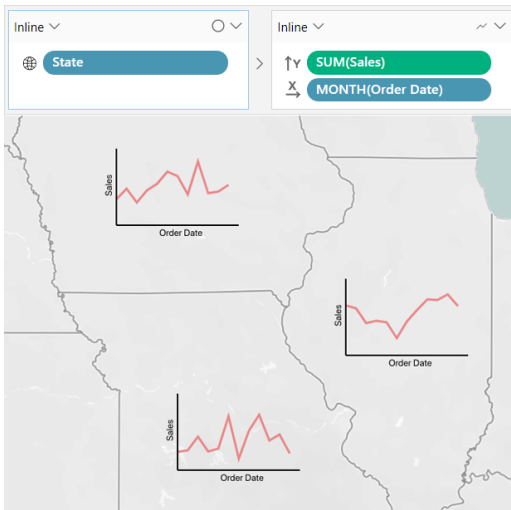 Inline
State
Inline
Y
SUM(Sales)
X
MONTH(Order Date)
Sales
Order Date
Sales
Order Date
Sales
Order Date